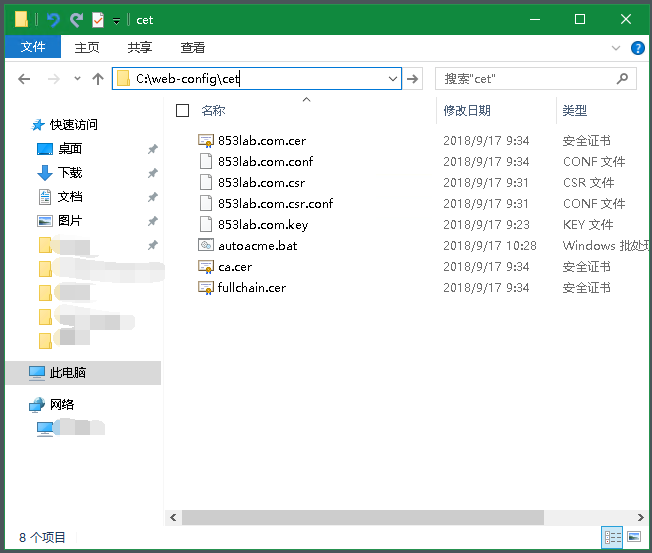 cet
文件 主页 共享 查看
C:\web-config\cet 搜索"cet"
名称 修改日期 类型
快速访问
桌面
下载
文档
图片
此电脑
网络
853lab.com.cer 2018/9/17 9:34 安全证书
853lab.com.conf 2018/9/17 9:34 CONF 文件
853lab.com.csr 2018/9/17 9:31 CSR 文件
853lab.com.csr.conf 2018/9/17 9:31 CONF 文件
853lab.com.key 2018/9/17 9:23 KEY 文件
autoacme.bat 2018/9/17 10:28 Windows 批处理
ca.cer 2018/9/17 9:34 安全证书
fullchain.cer 2018/9/17 9:34 安全证书
8 个项目